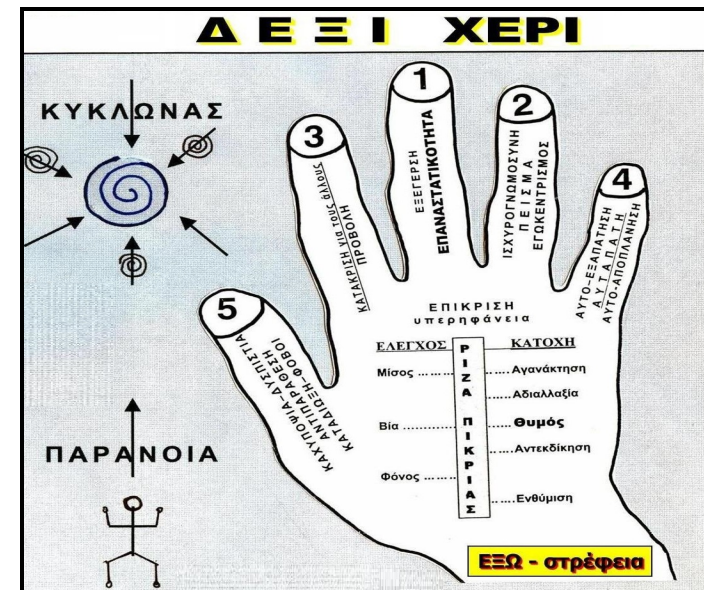 ΔΕΞΙ ΧΕΡΙ
ΚΥΚΛΩΝΑΣ
1
2
3
4
5
ΕΞΕΓΕΡΣΗ
ΕΠΑΝΑΣΤΑΤΙΚΟΤΗΤΑ
ΙΣΧΥΡΟΓΝΩΜΟΣΥΝΗ
ΠΕΙΣΜΑ
ΕΓΩΚΕΝΤΡΙΣΜΟΣ
ΚΑΤΑΚΡΙΣΗ για τους άλλους
ΠΡΟΒΟΛΗ
ΑΥΤΟ-ΕΞΑΠΑΤΗΣΗ
ΑΥΤΑΠΑΤΗ
ΑΥΤΟ-ΑΠΟΠΛΑΝΗΣΗ
ΚΑΧΥΠΟΨΙΑ-ΔΥΣΠΙΣΤΙΑ
ΑΝΤΙΠΑΡΑΘΕΣΗ
ΚΑΤΑΔΙΩΞΗ-ΦΟΒΟΙ
ΕΠΙΚΡΙΣΗ
υπερηφάνεια
ΕΛΕΓΧΟΣ
ΚΑΤΟΧΗ
ΡΙΖΑ ΠΙΚΡΙΑΣ
Μίσος ..........
...... Αγανάκτηση
...... Αδιαλλαξία
Βία ..............
...... Θυμός
...... Αντεκδίκηση
Φόνος ........
...... Ενθύμιση
ΠΑΡΑΝΟΙΑ
ΕΞΩ - στρέφεια